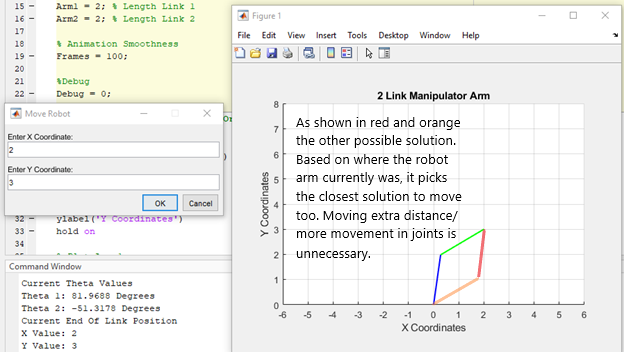 15 - Arm1 = 2; % Length Link 1
16 - Arm2 = 2; % Length Link 2
17
18 % Animation Smoothness
19 - Frames = 100;
20
21 %Debug
22 - Debug = 0;
Move Robot
Enter X Coordinate:
2
Enter Y Coordinate:
3
OK Cancel
32 - ylabel('Y Coordinates')
33 - hold on
Command Window
Current Theta Values
Theta 1: 81.9688 Degrees
Theta 2: -51.3178 Degrees
Current End Of Link Position
X Value: 2
Y Value: 3
Figure 1
File Edit View Insert Tools Desktop Window Help
2 Link Manipulator Arm
As shown in red and orange
the other possible solution.
Based on where the robot
arm currently was, it picks
the closest solution to move
too. Moving extra distance/
more movement in joints is
unnecessary.
Y Coordinates
8
7
6
5
4
3
2
1
0
-6 -5 -4 -3 -2 -1 0 1 2 3 4 5 6
X Coordinates